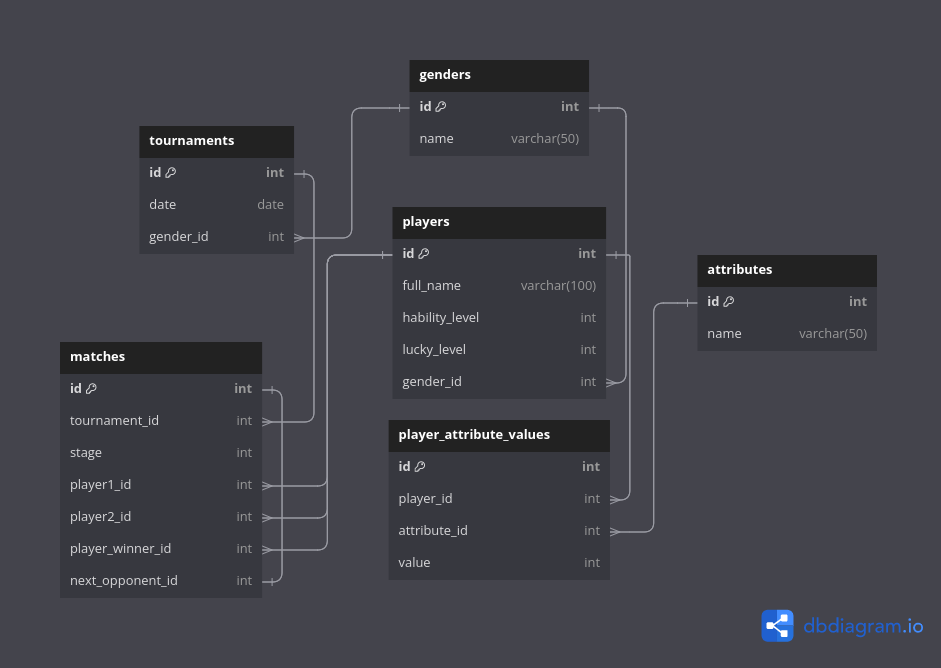 genders
id int
name varchar(50)
tournaments
id int
date date
gender_id int
players
id int
full_name varchar(100)
hability_level int
lucky_level int
gender_id int
attributes
id int
name varchar(50)
matches
id int
tournament_id int
stage int
player1_id int
player2_id int
player_winner_id int
next_opponent_id int
player_attribute_values
id int
player_id int
attribute_id int
value int
dbdiagram.io